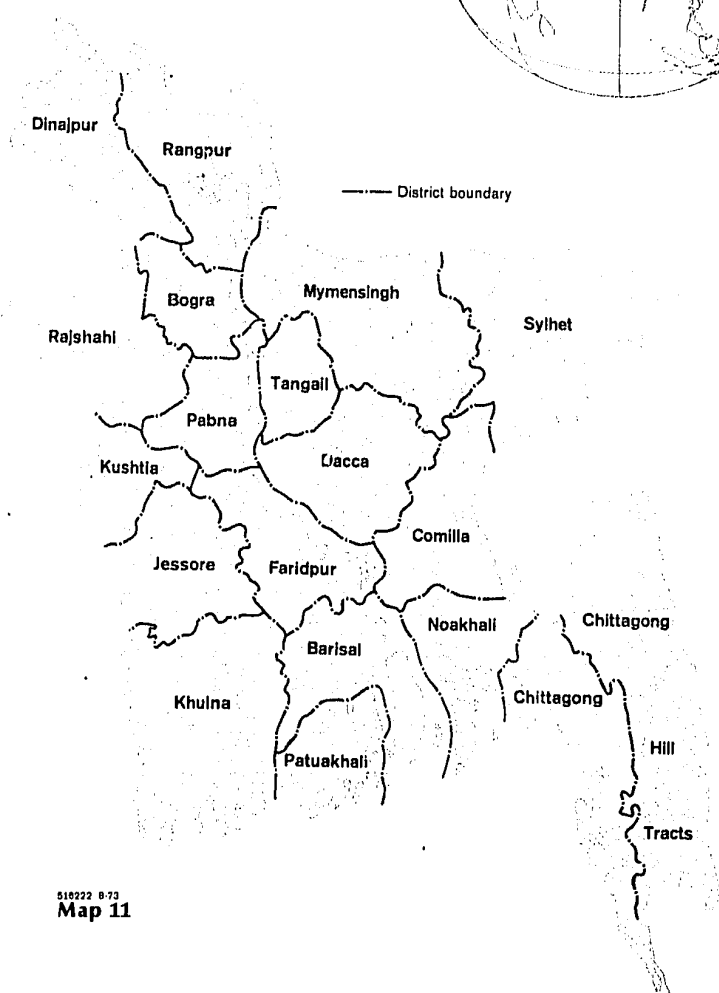 Dinajpur
Rangpur
District boundary
Bogra
Mymensingh
Sylhet
Rajshahi
Tangail
Pabna
Dacca
Kushtia
Comilla
Jessore
Faridpur
Noakhali
Chittagong
Barisal
Khulna
Chittagong
Hill
Patuakhali
Tracts
516222 8-73
Map 11